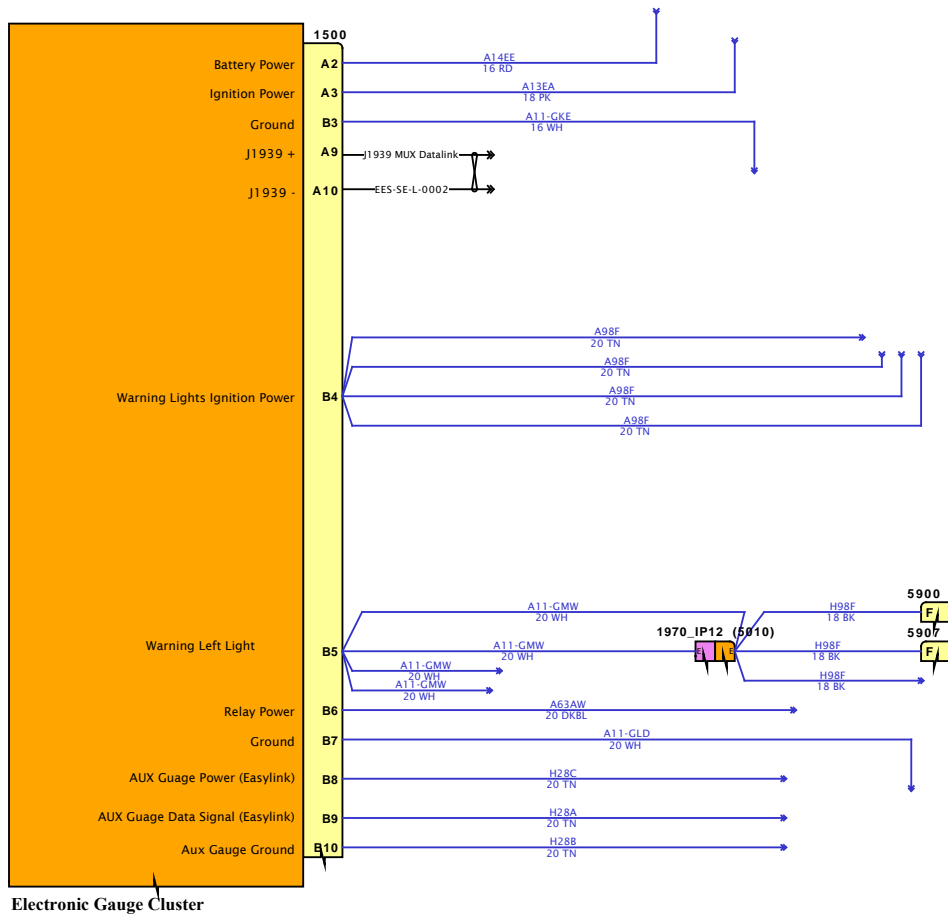 1500
Battery Power A2 A14EE
16 RD
Ignition Power A3 A13EA
18 PK
Ground B3 A11-GKE
16 WH
J1939 + A9 J1939 MUX Datalink
J1939 - A10 EES-SE-L-0002
A98F
20 TN
A98F
20 TN
Warning Lights Ignition Power B4 A98F
20 TN
A98F
20 TN
5900
A11-GMW H98F F
20 WH 18 BK
1970_IP12 (5010) 5907
Warning Left Light B5 A11-GMW E E H98F F
20 WH 18 BK
A11-GMW H98F
20 WH 18 BK
A11-GMW
20 WH
Relay Power B6 A63AW
20 DKBL
Ground B7 A11-GLD
20 WH
AUX Guage Power (Easylink) B8 H28C
20 TN
AUX Guage Data Signal (Easylink) B9 H28A
20 TN
Aux Gauge Ground B10 H28B
20 TN
Electronic Gauge Cluster